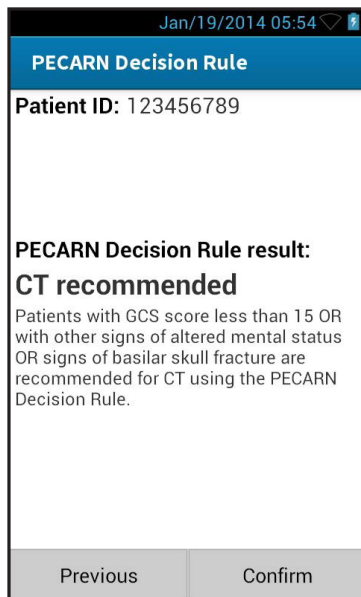 Jan/19/2014 05:54
PECARN Decision Rule
Patient ID: 123456789
PECARN Decision Rule result:
CT recommended
Patients with GCS score less than 15 OR
with other signs of altered mental status
OR signs of basilar skull fracture are
recommended for CT using the PECARN
Decision Rule.
Previous Confirm